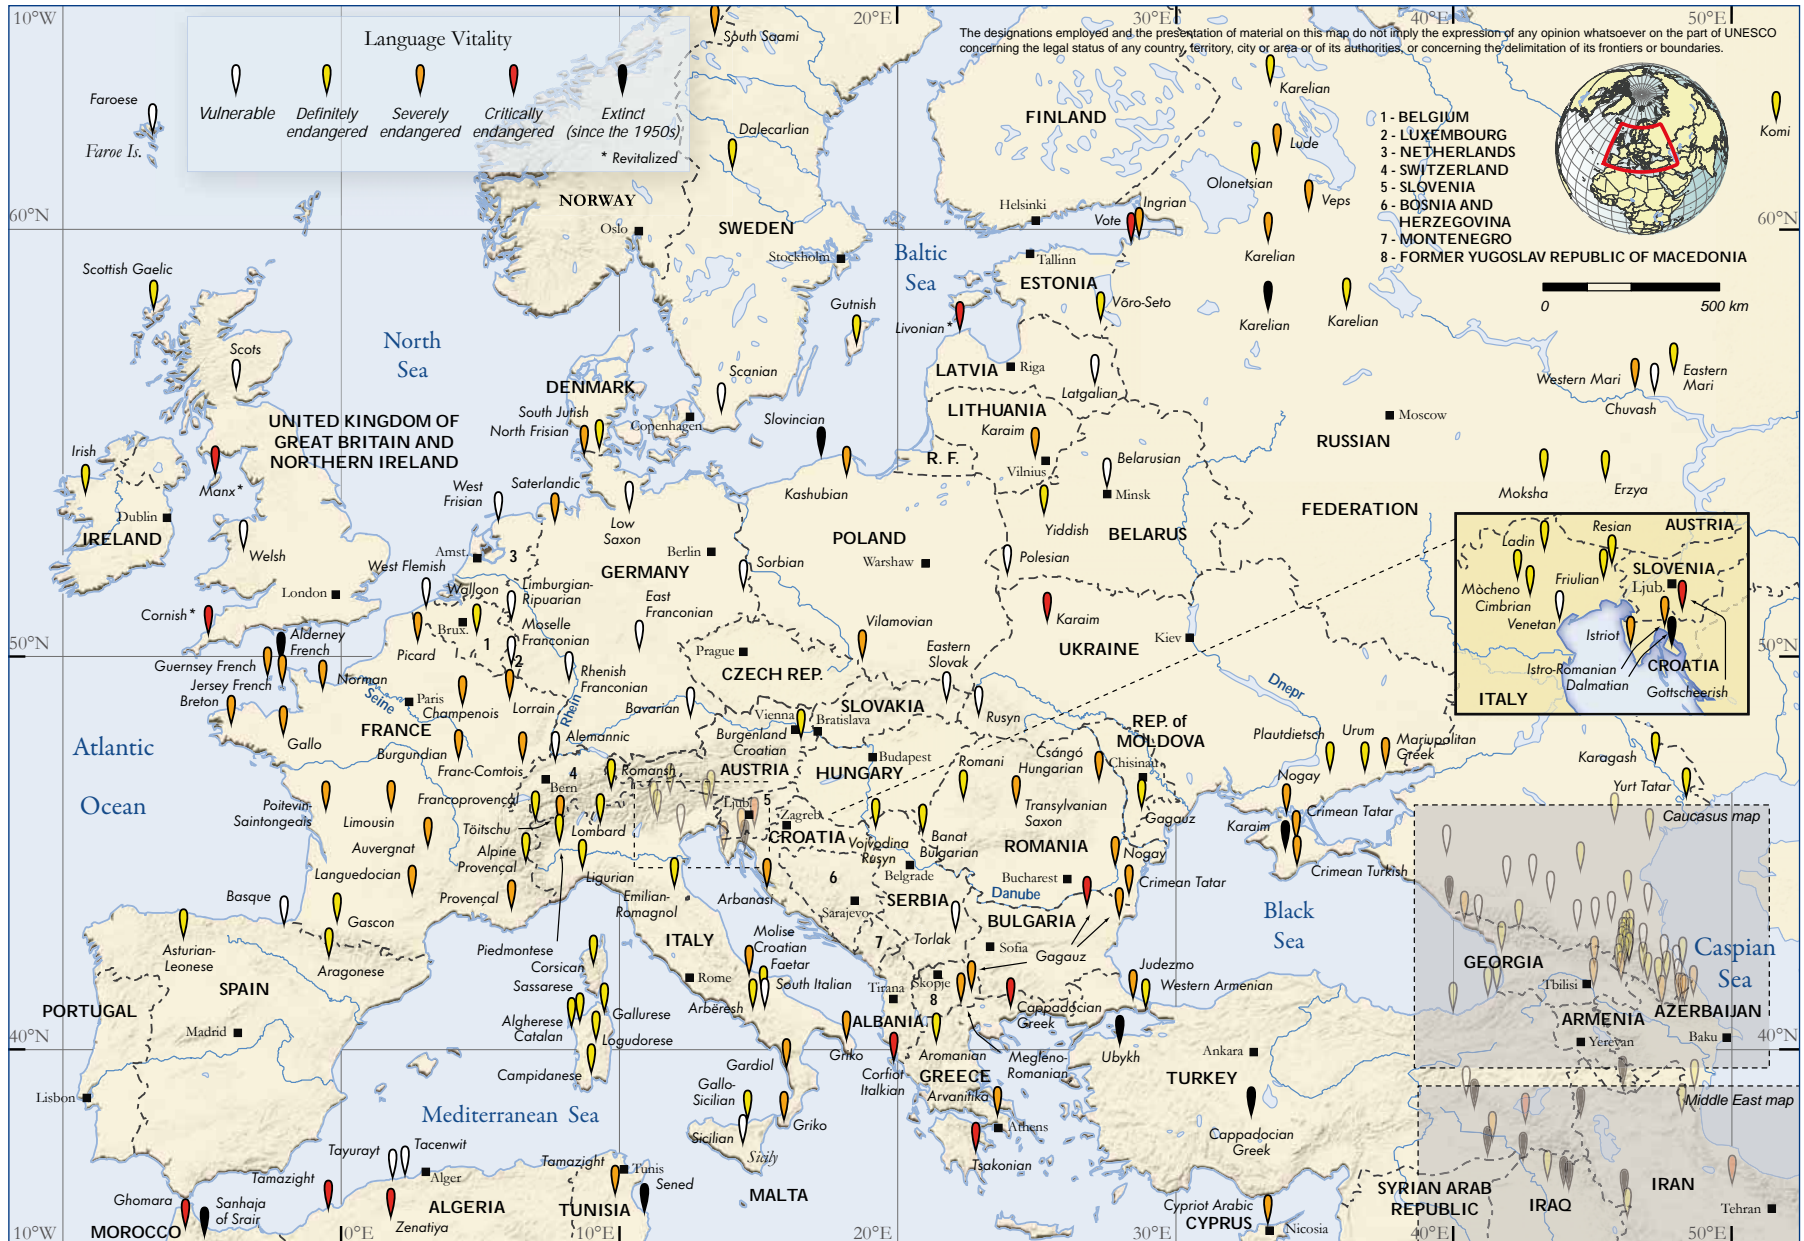 10°W
20°E
30°E
40°E
50°E
The designations employed and the presentation of material on this map do not imply the expression of any opinion whatsoever on the part of UNESCO
concerning the legal status of any country, territory, city or area or of its authorities, or concerning the delimitation of its frontiers or boundaries.
Language Vitality
Vulnerable
Definitely
endangered
Severely
endangered
Critically
endangered
Extinct
(since the 1950s)
* Revitalized
1 - BELGIUM
2 - LUXEMBOURG
3 - NETHERLANDS
4 - SWITZERLAND
5 - SLOVENIA
6 - BOSNIA AND
HERZEGOVINA
7 - MONTENEGRO
8 - FORMER YUGOSLAV REPUBLIC OF MACEDONIA
0
500 km
South Saami
Faroese
Faroe Is.
Dalecarlian
FINLAND
Karelian
Lude
Olonetsian
Veps
Komi
NORWAY
Oslo
SWEDEN
Stockholm
Helsinki
Vote
Ingrian
Karelian
60°N
60°N
Baltic
Sea
Tallinn
ESTONIA
Võro-Seto
Karelian
Karelian
Scottish Gaelic
Gutnish
Livonian *
North
Sea
Scots
LATVIA
Riga
Latgalian
Western Mari
Eastern
Mari
Chuvash
DENMARK
Scanian
South Jutish
North Frisian
Copenhagen
Slovincian
LITHUANIA
Karaim
Vilnius
Moscow
RUSSIAN
FEDERATION
UNITED KINGDOM OF
GREAT BRITAIN AND
NORTHERN IRELAND
Irish
Manx*
R. F.
Kashubian
Belarusian
Minsk
Moksha
Erzya
West
Frisian
Saterlandic
Low
Saxon
Yiddish
BELARUS
Dublin
IRELAND
Welsh
Amst.
3
Berlin
POLAND
Warshaw
Polesian
GERMANY
Sorbian
London
West Flemish
Walloon
Limburgian-
Ripuarian
East
Franconian
Resian
AUSTRIA
Ladin
SLOVENIA
Ljub.
Friulian
Mòcheno
Cimbrian
Venetan
Istriot
Istro-Romanian
Dalmatian
CROATIA
Gottscheerish
ITALY
Cornish *
Alderney
French
Brux.
Picard
1
Moselle
Franconian
2
Vilamovian
Karaim
Kiev
UKRAINE
50°N
50°N
Guernsey French
Jersey French
Breton
Norman
Seine
Rhein
Rhenish
Franconian
Prague
CZECH REP.
Eastern
Slovak
Dnepr
Paris
Champenois
Lorrain
Bavarian
Vienna
Bratislava
SLOVAKIA
Rusyn
REP. of
MOLDOVA
Chisinau
Gallo
FRANCE
Burgundian
Alemannic
Burgenland
Croatian
Budapest
Csángó
Hungarian
Plautdietsch
Urum
Mariupolitan
Greek
Karagash
Atlantic
Ocean
Franc-Comtois
4
Bern
Romansh
AUSTRIA
HUNGARY
Romani
Nogay
Yurt Tatar
Poitevin-
Saintongeais
Limousin
Francoprovençal
Ljub.
5
Zagreb
CROATIA
Transylvanian
Saxon
Gagauz
Crimean Tatar
Karaim
Crimean Turkish
Caucasus map
Auvergnat
Töitschu
Lombard
Alpine
Provençal
Vojvodina
Rusyn
Banat
Bulgarian
ROMANIA
Nogay
Languedocian
Provençal
Ligurian
Emilian-
Romagnol
Arbanasi
6
Belgrade
Bucharest
Danube
Crimean Tatar
Basque
Gascon
Sarajevo
SERBIA
BULGARIA
Black
Sea
Asturian-
Leonese
Aragonese
Piedmontese
Corsican
ITALY
Molise
Croatian
Faetar
7
Torlak
Sofia
Gagauz
GEORGIA
Caspian
Sea
Sassarese
Rome
South Italian
Skopje
Judezmo
Western Armenian
Tbilisi
SPAIN
PORTUGAL
Gallurese
Arbëresh
Tirana
8
Cappadocian
Greek
ARMENIA
AZERBAIJAN
Madrid
Algherese
Catalan
Logudorese
ALBANIA
Ubykh
Ankara
Yerevan
Baku
40°N
40°N
Campidanese
Gardiol
Griko
Corfiot
Italkian
Aromanian
Megleno-
Romanian
GREECE
TURKEY
Lisbon
Mediterranean Sea
Gallo-
Sicilian
Griko
Arvanitika
Athens
Middle East map
Sicilian
Sicily
Tsakonian
Cappadocian
Greek
Tayurayt
Tacenwit
Tamazight
Alger
Tamazight
Tunis
Sened
MALTA
SYRIAN ARAB
REPUBLIC
IRAQ
IRAN
Tehran
Ghomara
Sanhaja
of Srair
Zenatiya
ALGERIA
TUNISIA
Cypriot Arabic
CYPRUS
Nicosia
MOROCCO
10°W
0°E
10°E
20°E
30°E
40°E
50°E